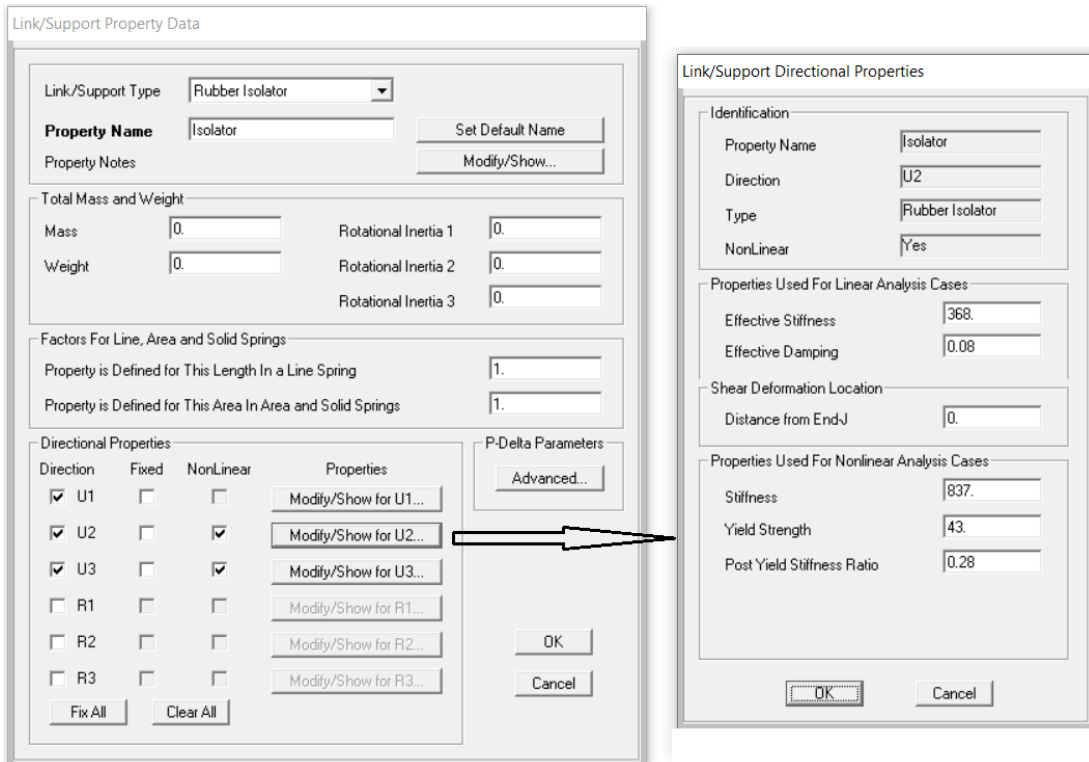 Link/Support Property Data
Link/Support Type Rubber Isolator
Property Name Isolator Set Default Name
Property Notes Modify/Show...
Total Mass and Weight
Mass 0. Rotational Inertia 1 0.
Weight 0. Rotational Inertia 2 0.
Rotational Inertia 3 0.
Factors For Line, Area and Solid Springs
Property is Defined for This Length In a Line Spring 1.
Property is Defined for This Area In Area and Solid Springs 1.
Directional Properties
Direction Fixed NonLinear Properties
U1 Modify/Show for U1...
U2 Modify/Show for U2...
U3 Modify/Show for U3...
R1 Modify/Show for R1...
R2 Modify/Show for R2...
R3 Modify/Show for R3...
Fix All Clear All
P-Delta Parameters
Advanced...
OK
Cancel
Link/Support Directional Properties
Identification
Property Name Isolator
Direction U2
Type Rubber Isolator
NonLinear Yes
Properties Used For Linear Analysis Cases
Effective Stiffness 368.
Effective Damping 0.08
Shear Deformation Location
Distance from End-J 0.
Properties Used For Nonlinear Analysis Cases
Stiffness 837.
Yield Strength 43.
Post Yield Stiffness Ratio 0.28
OK Cancel